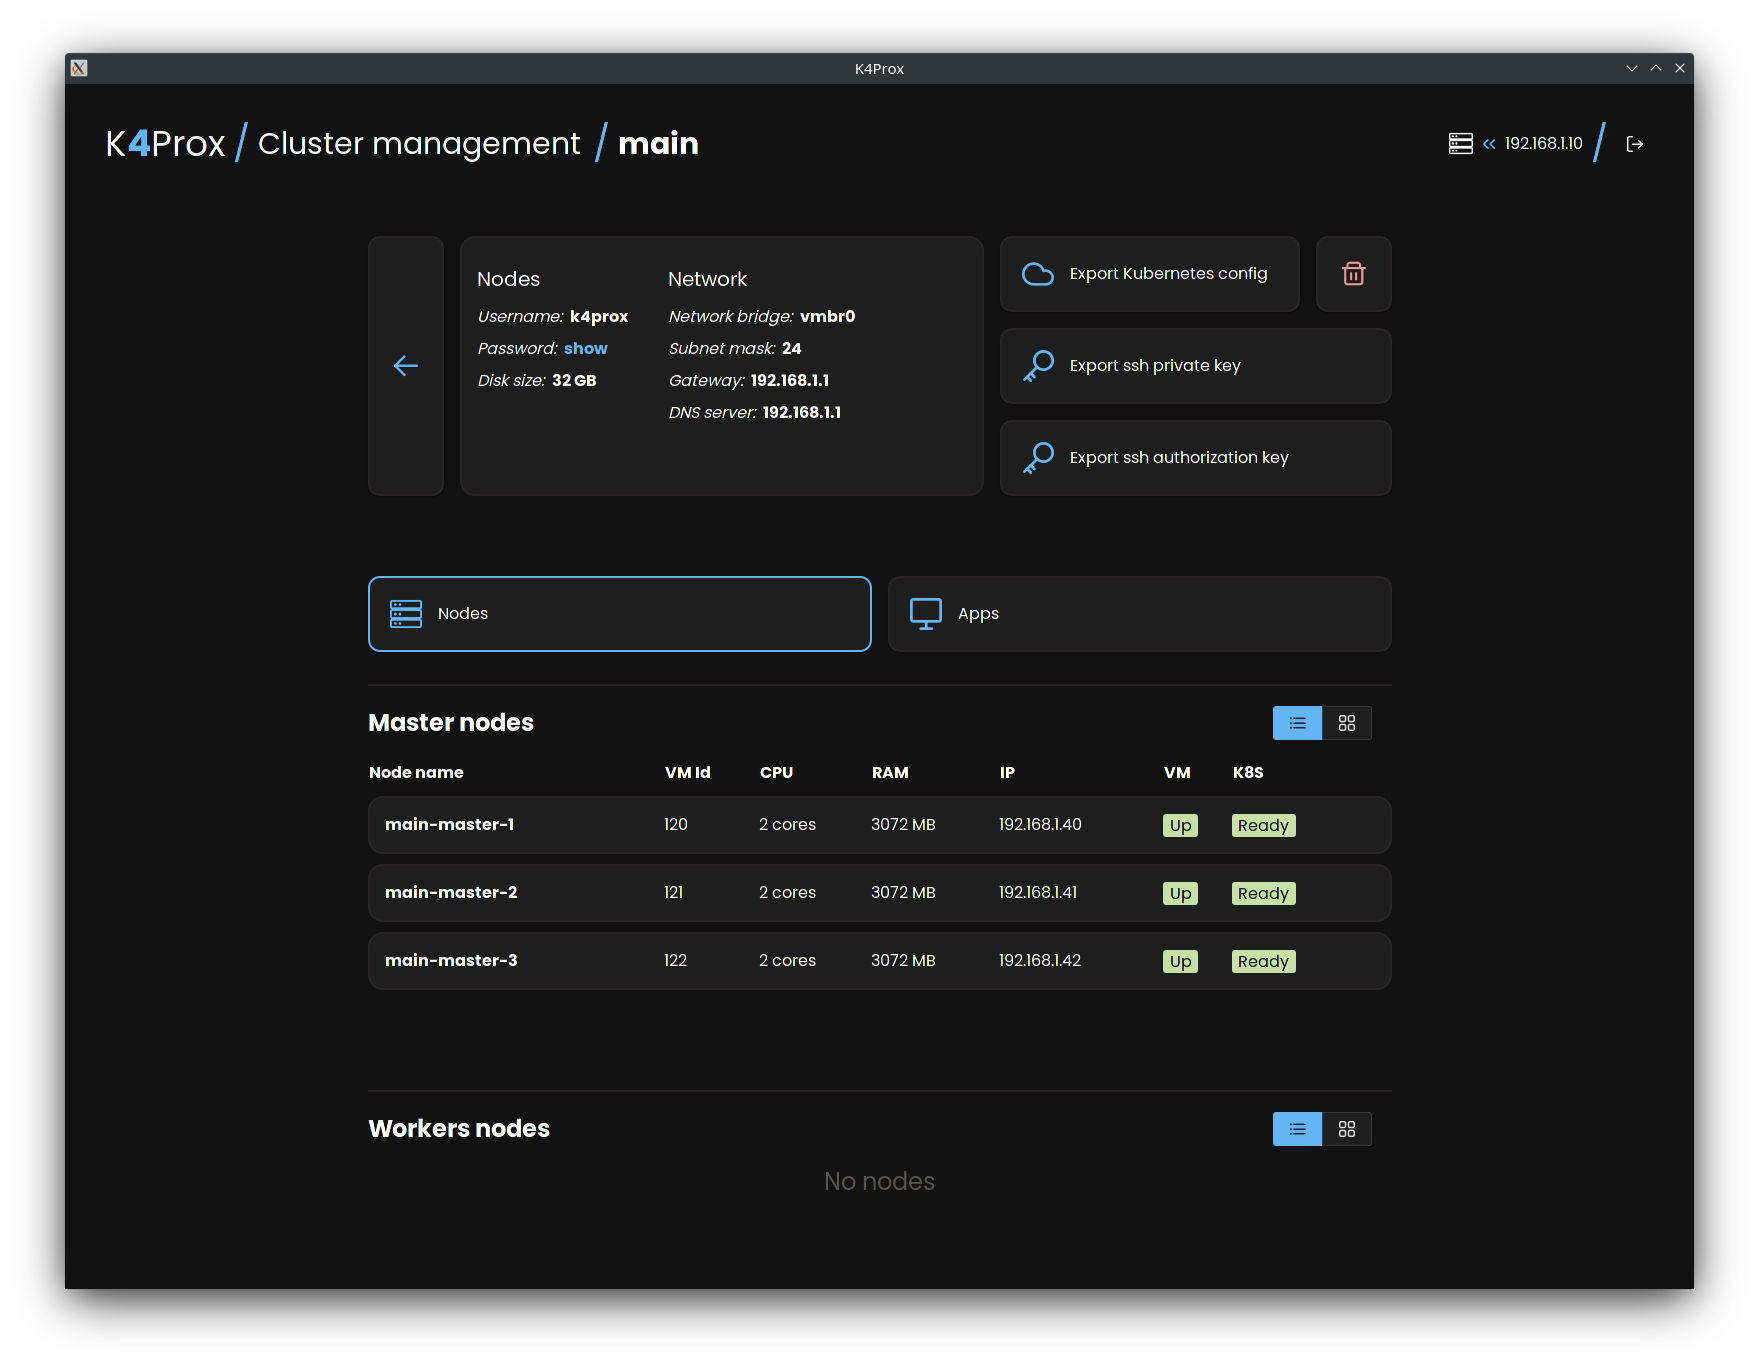 K4Prox
K4Prox / Cluster management / main
« 192.168.1.10 /
Nodes
Username: k4prox
Password: show
Disk size: 32 GB
Network
Network bridge: vmbr0
Subnet mask: 24
Gateway: 192.168.1.1
DNS server: 192.168.1.1
Export Kubernetes config
Export ssh private key
Export ssh authorization key
Nodes
Apps
Master nodes
Node name VM Id CPU RAM IP VM K8S
main-master-1 120 2 cores 3072 MB 192.168.1.40 Up Ready
main-master-2 121 2 cores 3072 MB 192.168.1.41 Up Ready
main-master-3 122 2 cores 3072 MB 192.168.1.42 Up Ready
Workers nodes
No nodes